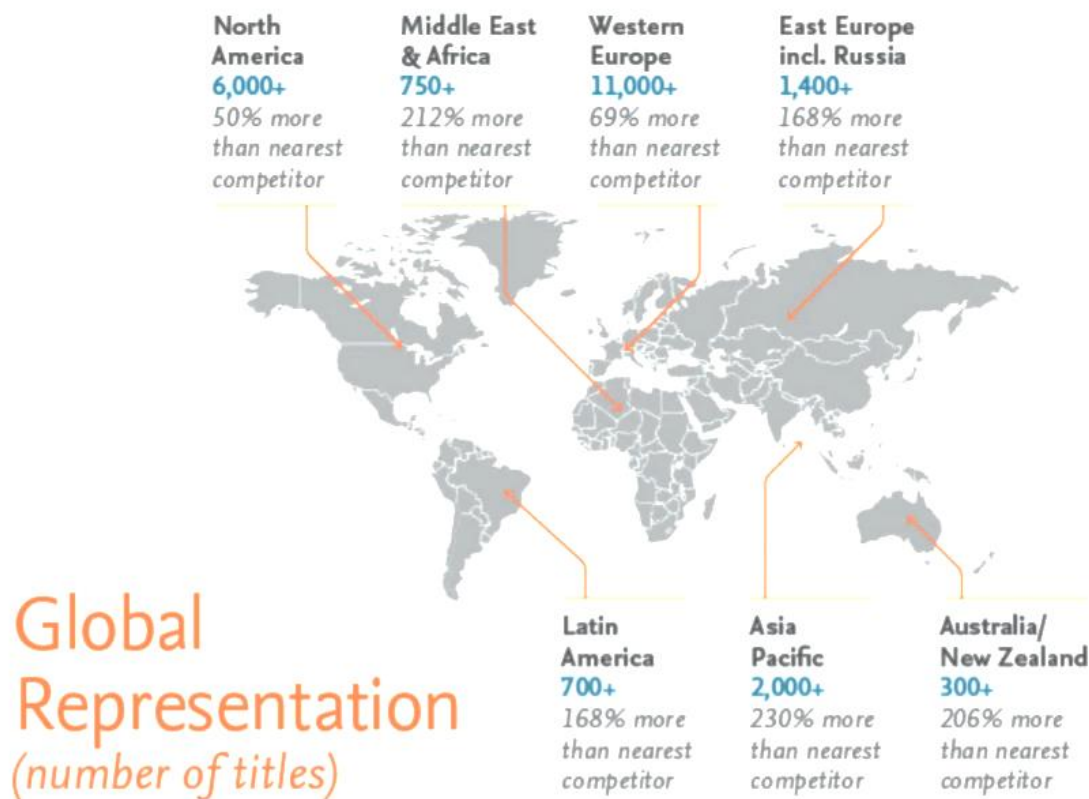 North
America
6,000+
50% more
than nearest
competitor
Middle East
& Africa
750+
212% more
than nearest
competitor
Western
Europe
11,000+
69% more
than nearest
competitor
East Europe
incl. Russia
1,400+
168% more
than nearest
competitor
Global
Representation
(number of titles)
Latin
America
700+
168% more
than nearest
competitor
Asia
Pacific
2,000+
230% more
than nearest
competitor
Australia/
New Zealand
300+
206% more
than nearest
competitor